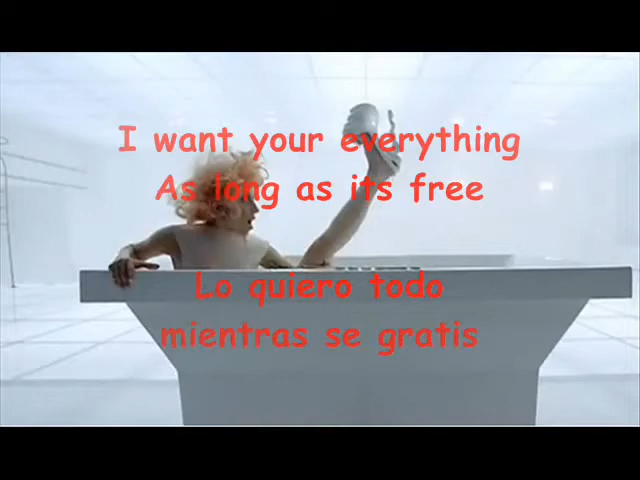 I want your everything
As long as its free
Lo quiero todo
mientras se gratis